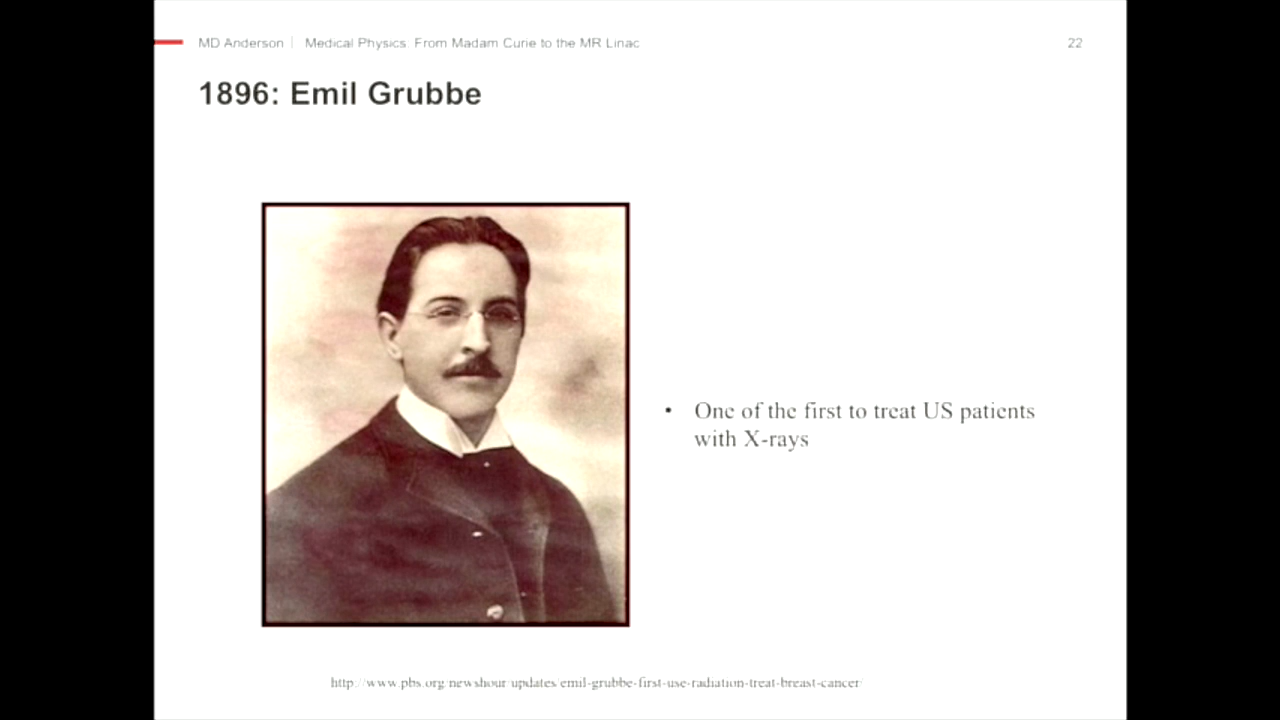 MD Anderson | Medical Physics: From Madam Curie to the MR Linac
22
1896: Emil Grubbe
• One of the first to treat US patients
with X-rays
http://www.pbs.org/newshour/updates/emil-grubbe-first-use-radiation-treat-breast-cancer/